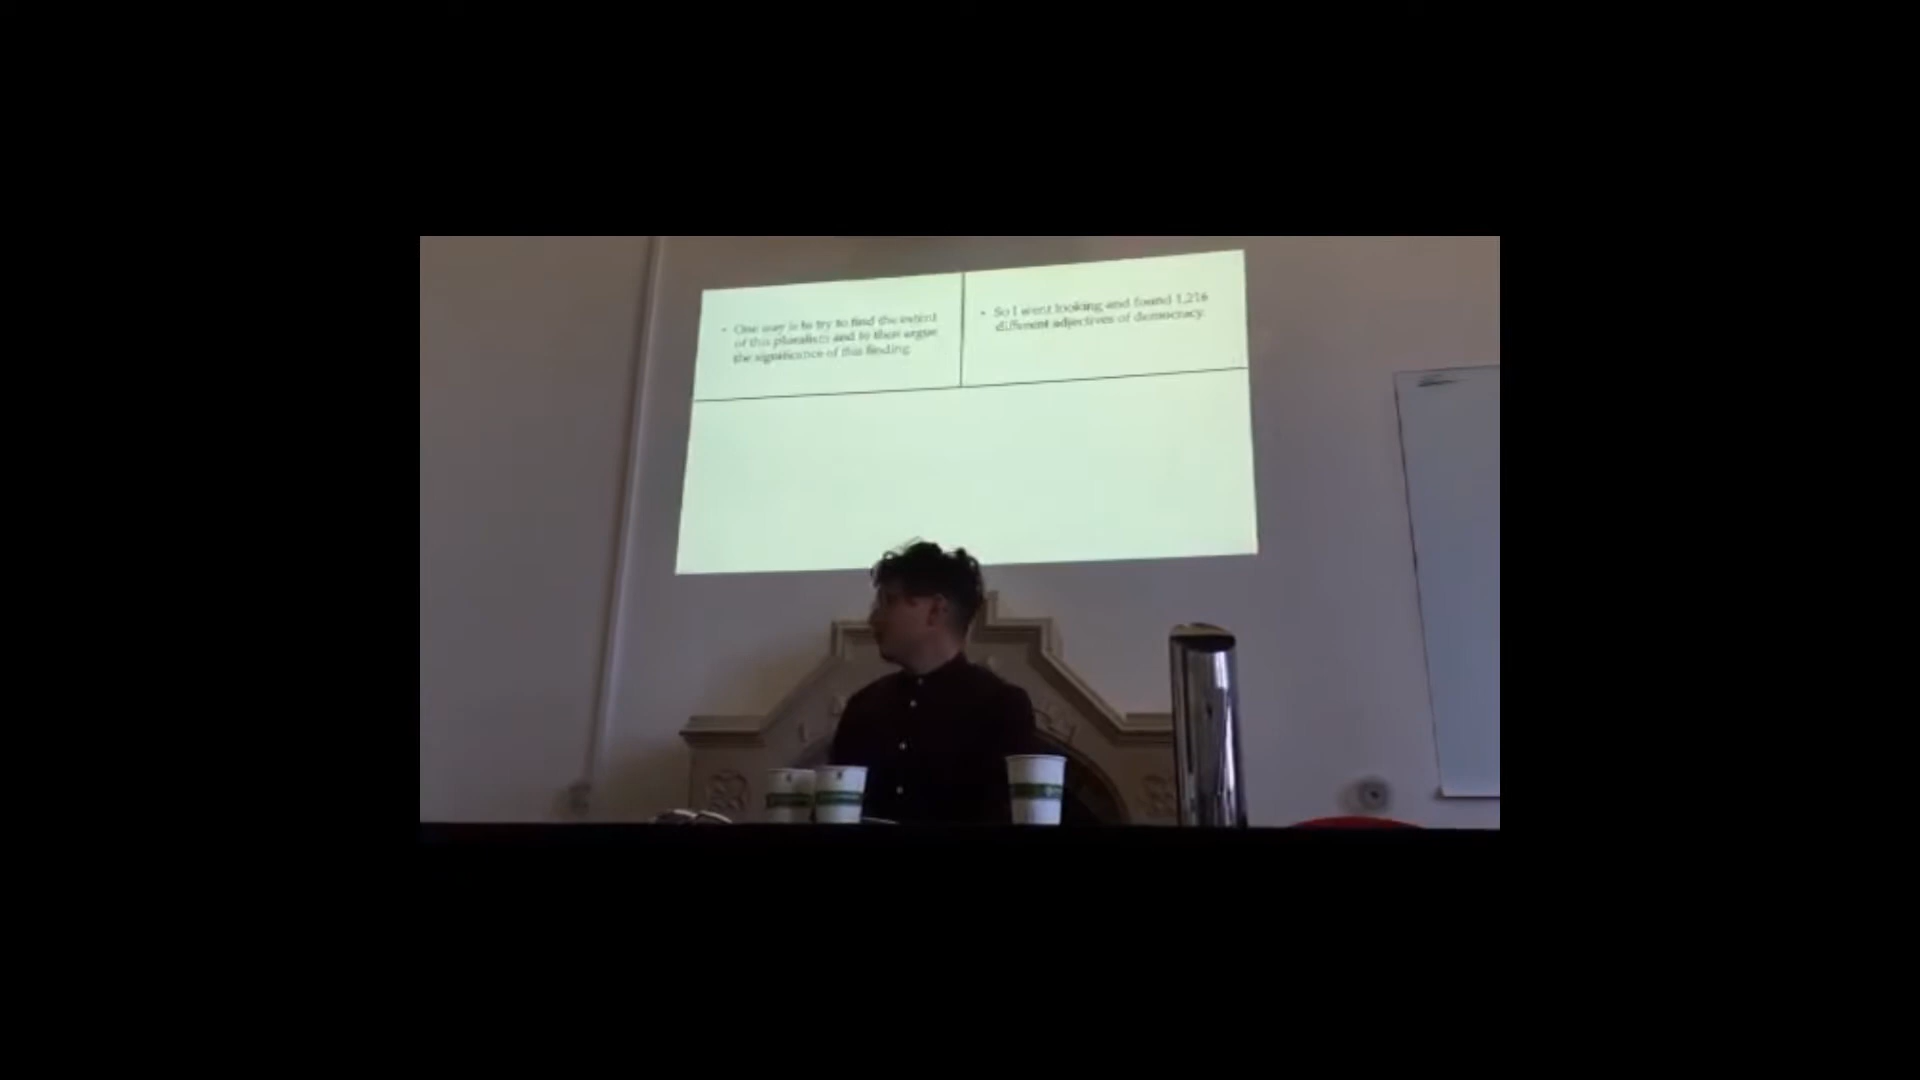 • One way is to try to find the extent
of this pluralism and to then argue
the significance of this finding.
• So I went looking and found 1,216
different adjectives of democracy.